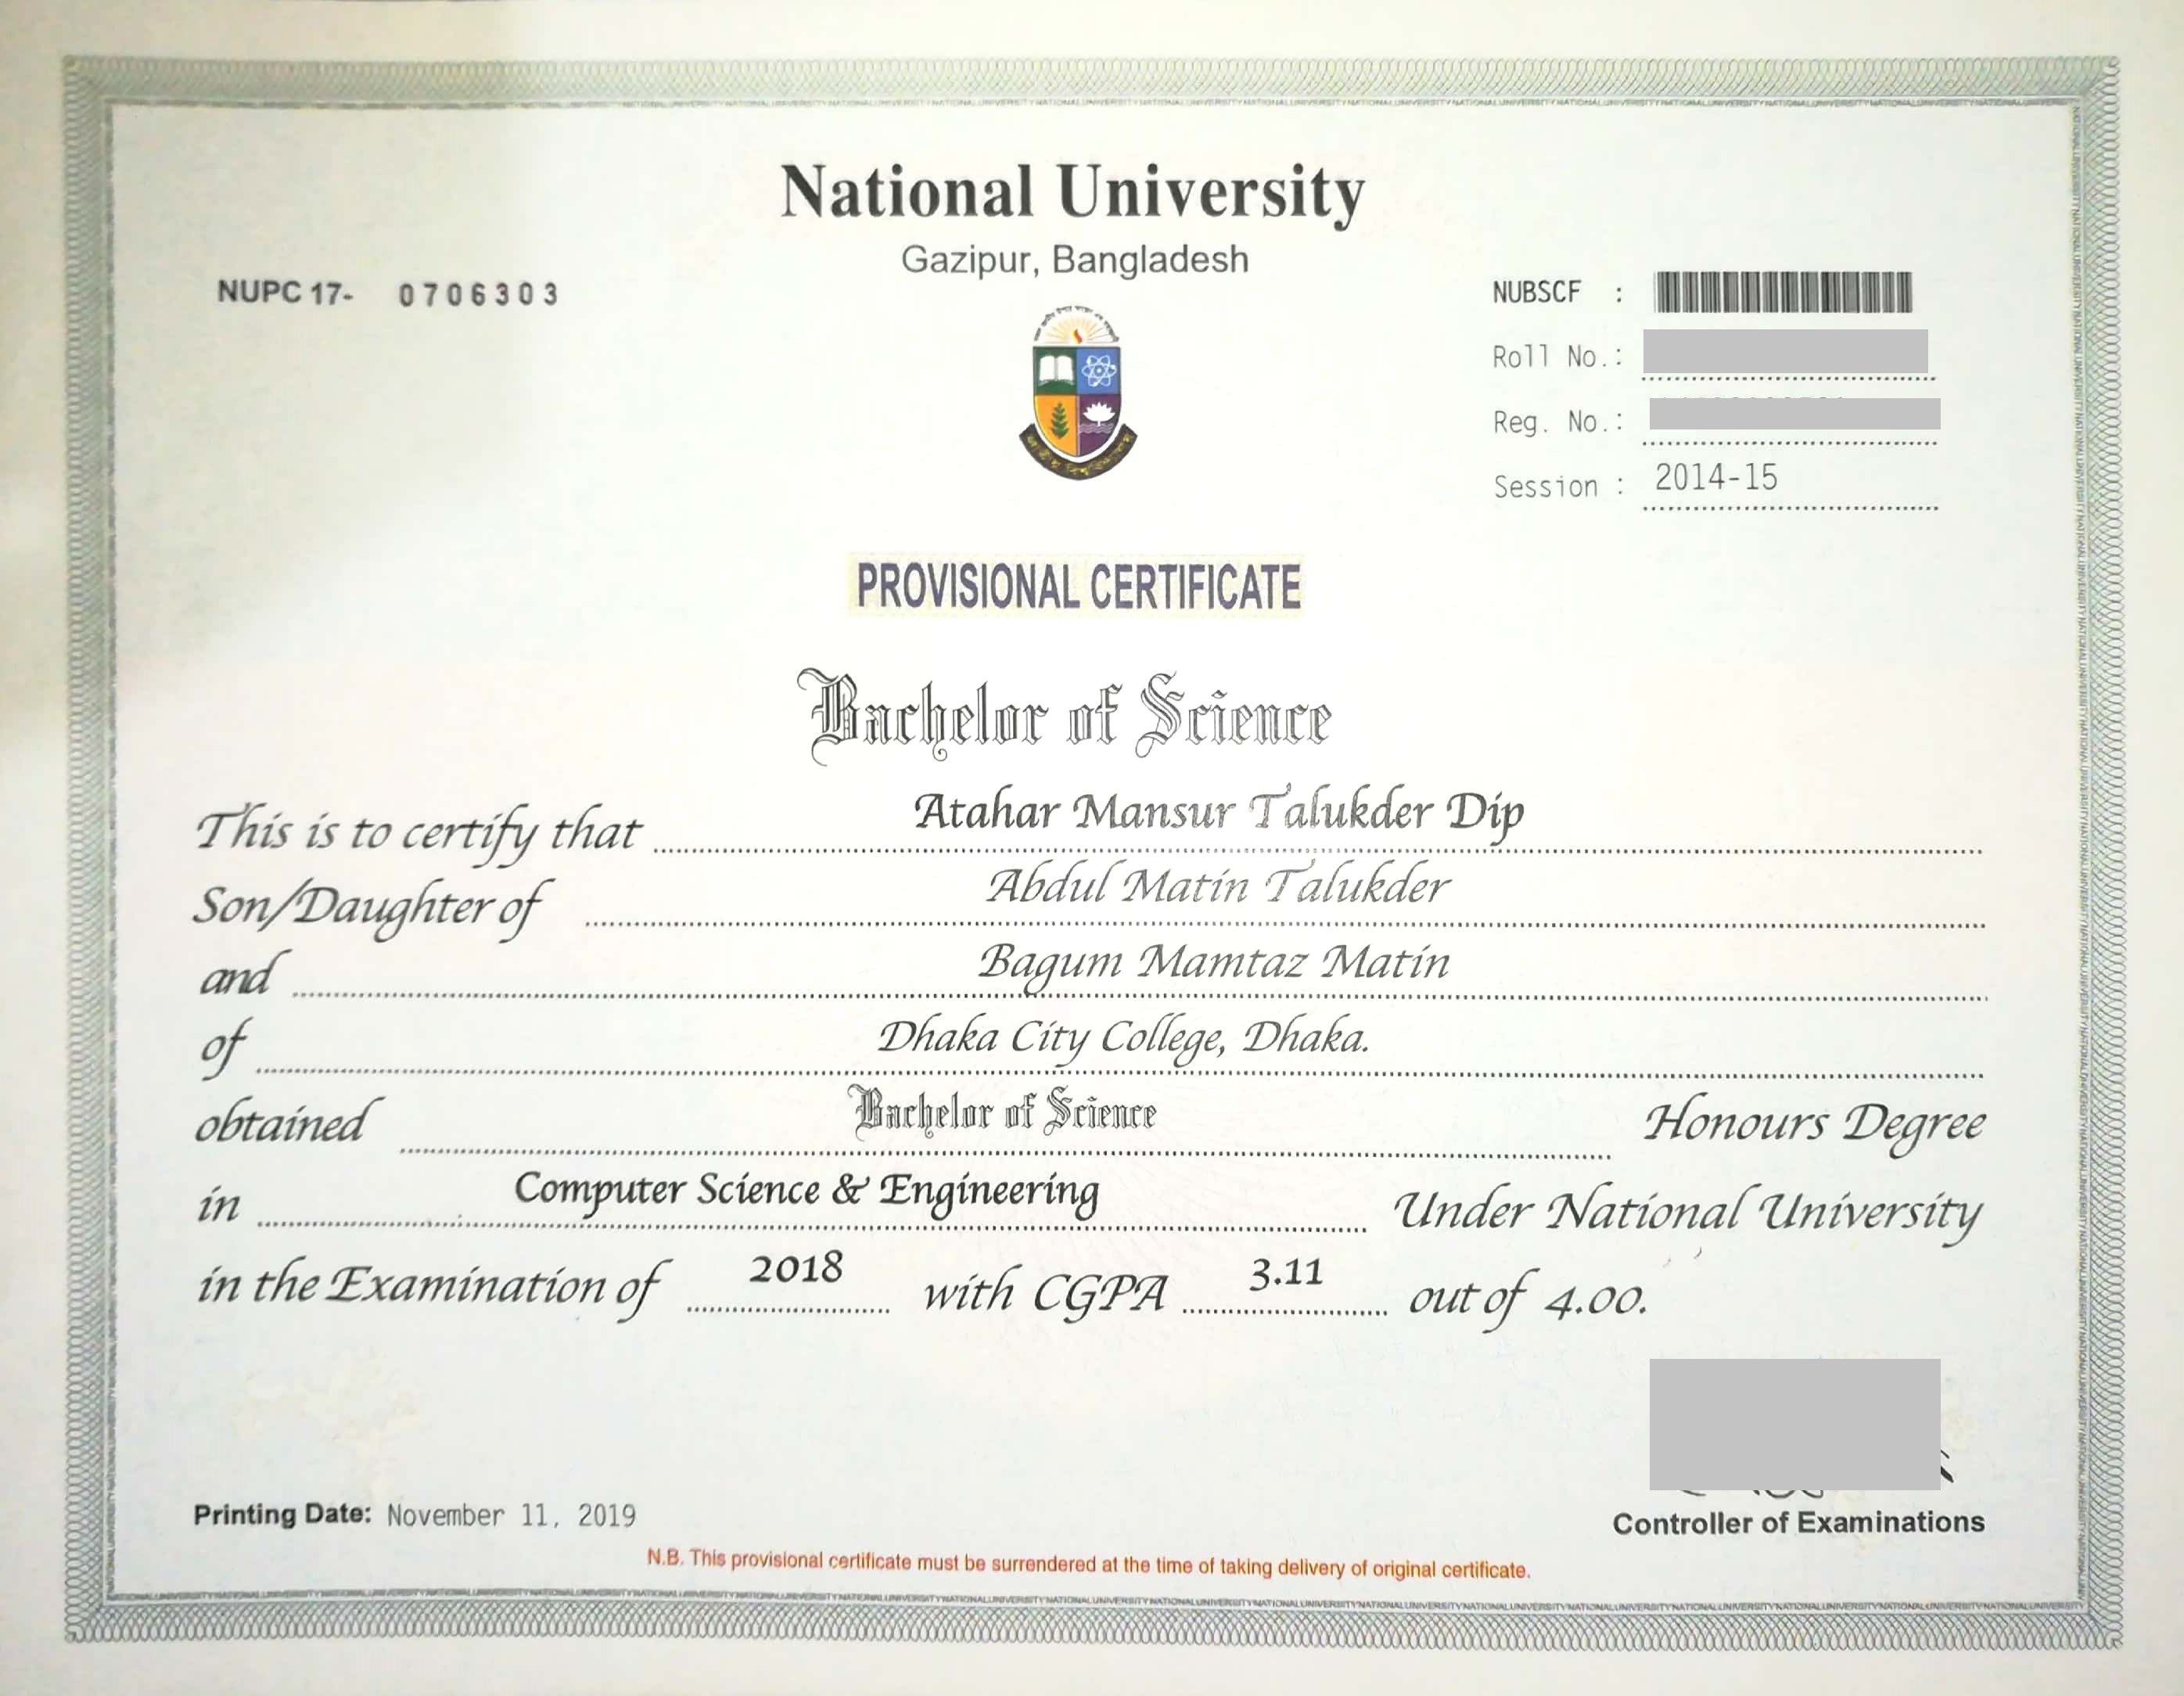 National University
Gazipur, Bangladesh
NUPC 17- 0706303
NUBSCF :
Roll No.:
Reg. No.:
Session : 2014-15
PROVISIONAL CERTIFICATE
Bachelor of Science
This is to certify that Atahar Mansur Talukder Dip
Son/Daughter of Abdul Matin Talukder
and Bagum Mamtaz Matin
of Dhaka City College, Dhaka.
obtained Bachelor of Science Honours Degree
in Computer Science & Engineering Under National University
in the Examination of 2018 with CGPA 3.11 out of 4.00.
Printing Date: November 11, 2019
Controller of Examinations
N.B. This provisional certificate must be surrendered at the time of taking delivery of original certificate.